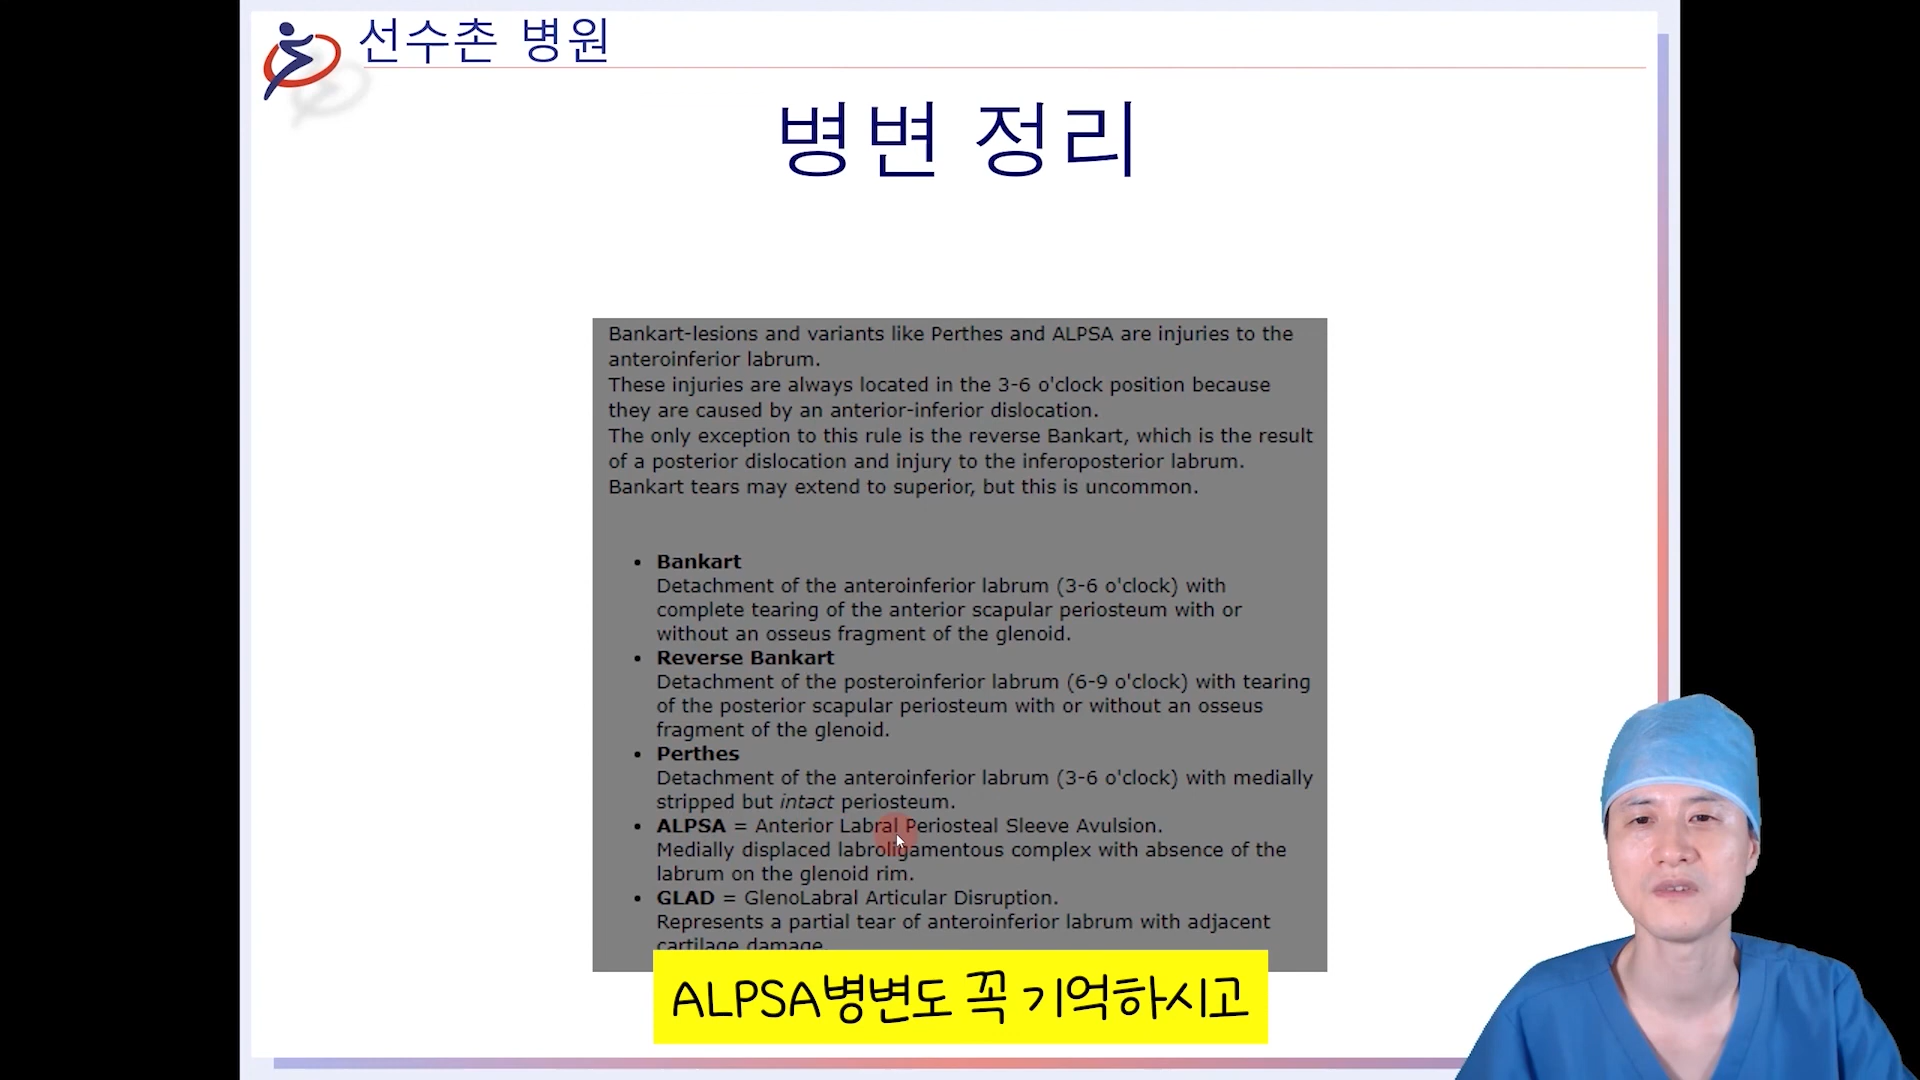 선수촌 병원
병변 정리
Bankart-lesions and variants like Perthes and ALPSA are injuries to the
anteroinferior labrum.
These injuries are always located in the 3-6 o'clock position because
they are caused by an anterior-inferior dislocation.
The only exception to this rule is the reverse Bankart, which is the result
of a posterior dislocation and injury to the inferoposterior labrum.
Bankart tears may extend to superior, but this is uncommon.
• Bankart
Detachment of the anteroinferior labrum (3-6 o'clock) with
complete tearing of the anterior scapular periosteum with or
without an osseus fragment of the glenoid.
• Reverse Bankart
Detachment of the posteroinferior labrum (6-9 o'clock) with tearing
of the posterior scapular periosteum with or without an osseus
fragment of the glenoid.
• Perthes
Detachment of the anteroinferior labrum (3-6 o'clock) with medially
stripped but intact periosteum.
• ALPSA = Anterior Labral Periosteal Sleeve Avulsion.
Medially displaced labroligamentous complex with absence of the
labrum on the glenoid rim.
• GLAD = GlenoLabral Articular Disruption.
Represents a partial tear of anteroinferior labrum with adjacent
cartilage damage.
ALPSA병변도 꼭 기억하시고